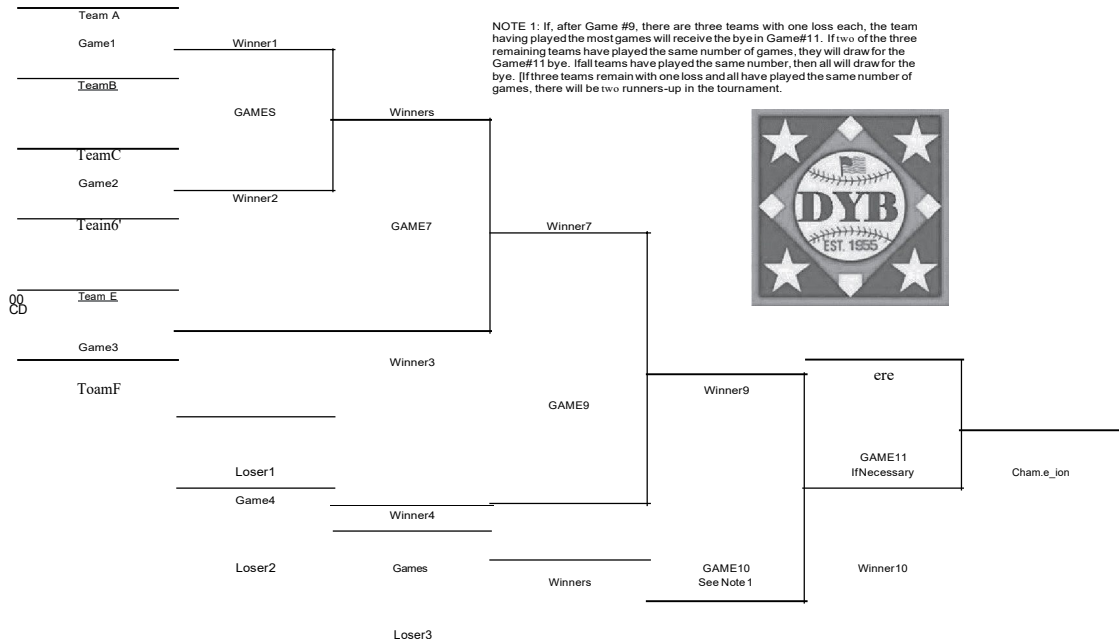 Team A
NOTE 1: If, after Game #9, there are three teams with one loss each, the team
having played the most games will receive the bye in Game#11. If two of the three
remaining teams have played the same number of games, they will draw for the
Game#11 bye. Ifall teams have played the same number, then all will draw for the
bye. [If three teams remain with one loss and all have played the same number of
games, there will be two runners-up in the tournament.
Game1
Winner1
TeamB
GAMES
Winners
TeamC
Game2
Winner2
Teain6'
GAME7
Winner7
DYB
EST. 1955
Team E
00
CD
Game3
Winner3
ToamF
ere
Winner9
GAME9
GAME11
IfNecessary
Loser1
Cham.e_ion
Game4
Winner4
Loser2
Games
Winners
GAME10
See Note 1
Winner10
Loser3